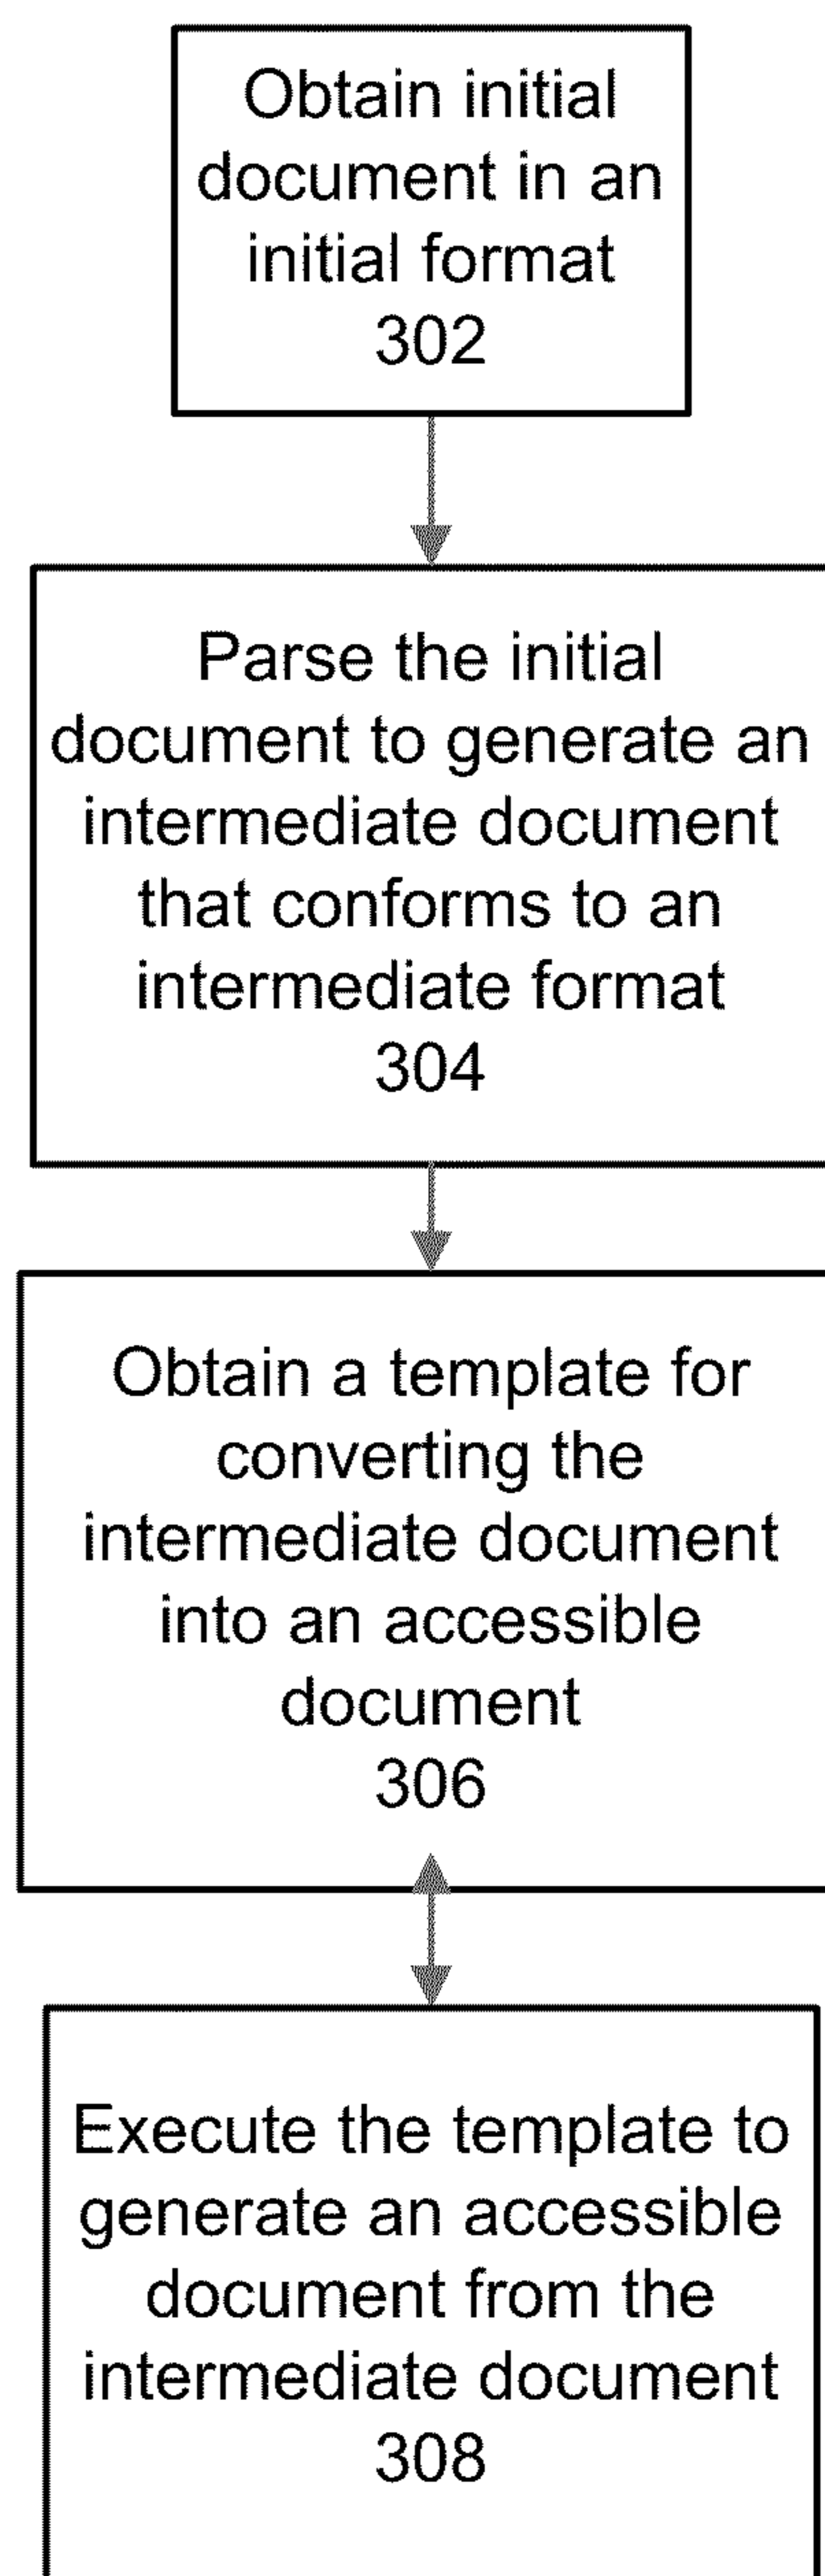 Obtain initial
document in an
initial format
302
Parse the initial
document to generate an
intermediate document
that conforms to an
intermediate format
304
Obtain a template for
converting the
intermediate document
into an accessible
document
306
Execute the template to
generate an accessible
document from the
intermediate document
308